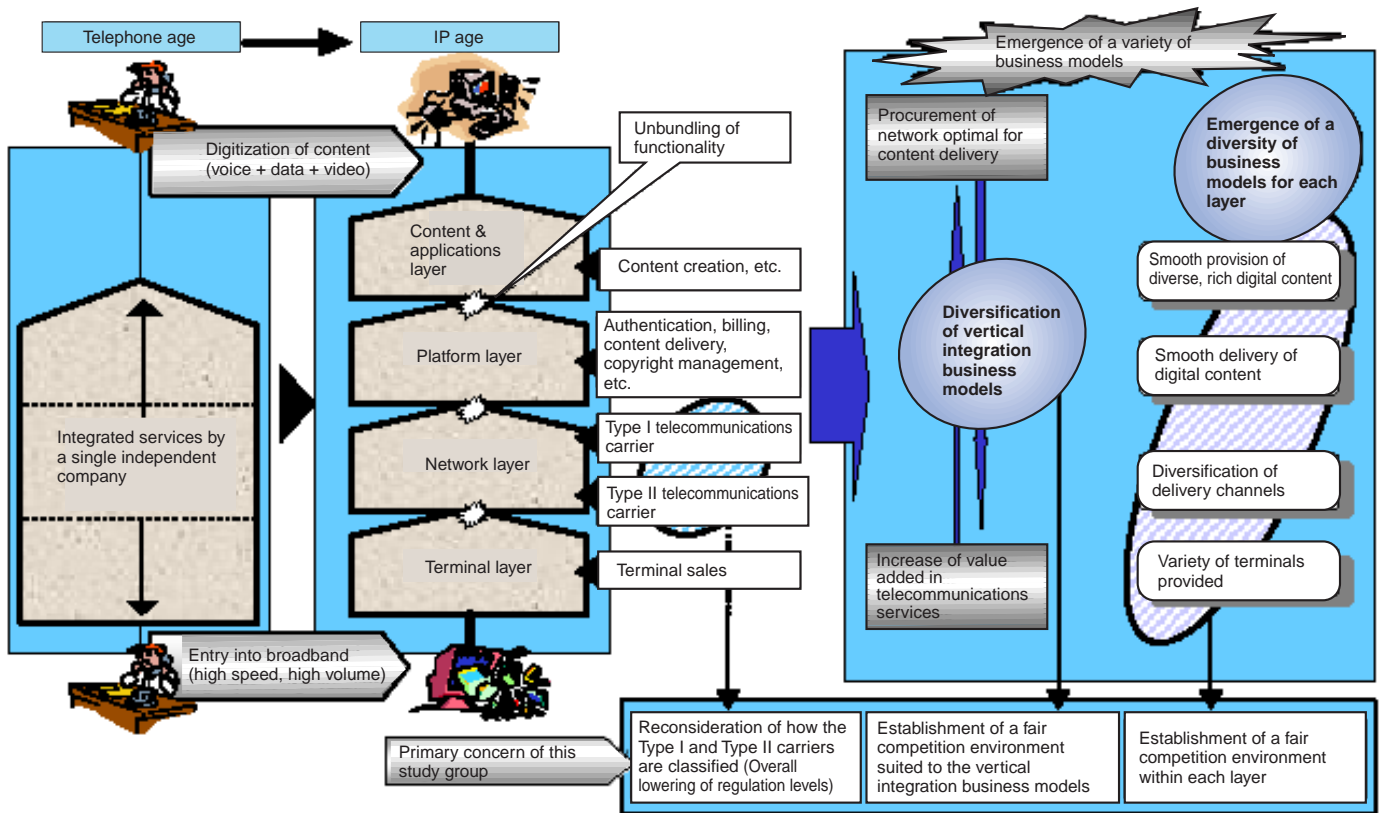 Telephone age
IP age
Digitization of content
(voice + data + video)
Unbundling of
functionality
Integrated services by
a single independent
company
Content &
applications
layer
Platform layer
Network layer
Terminal layer
Content creation, etc.
Authentication, billing,
content delivery,
copyright management,
etc.
Type I telecommunications
carrier
Type II telecommunications
carrier
Terminal sales
Entry into broadband
(high speed, high volume)
Emergence of a variety of
business models
Procurement of
network optimal for
content delivery
Diversification
of vertical
integration
business
models
Increase of value
added in
telecommunications
services
Emergence of a
diversity of
business
models for each
layer
Smooth provision of
diverse, rich digital content
Smooth delivery of
digital content
Diversification of
delivery channels
Variety of terminals
provided
Primary concern of this
study group
Reconsideration of how the
Type I and Type II carriers
are classified (Overall
lowering of regulation levels)
Establishment of a fair
competition environment
suited to the vertical
integration business models
Establishment of a fair
competition environment
within each layer